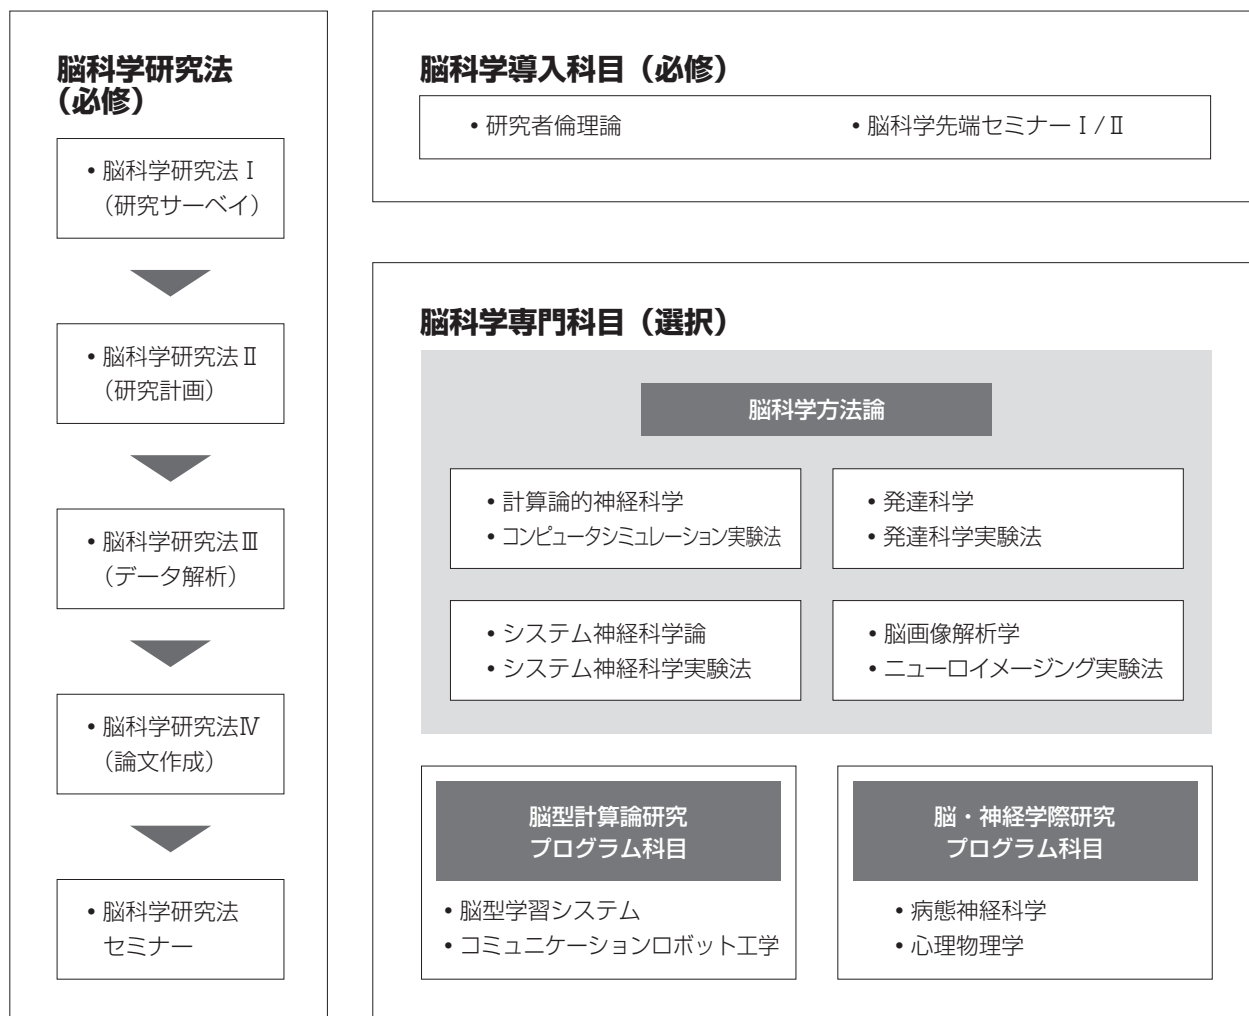 脳科学研究法
(必修)
• 脳科学研究法Ⅰ
(研究サーベイ)
• 脳科学研究法Ⅱ
(研究計画)
• 脳科学研究法Ⅲ
(データ解析)
• 脳科学研究法Ⅳ
(論文作成)
• 脳科学研究法
セミナー
脳科学導入科目(必修)
• 研究者倫理論
• 脳科学先端セミナーⅠ/Ⅱ
脳科学専門科目(選択)
脳科学方法論
• 計算論的神経科学
• コンピュータシミュレーション実験法
• 発達科学
• 発達科学実験法
• システム神経科学論
• システム神経科学実験法
• 脳画像解析学
• ニューロイメージング実験法
脳型計算論研究
プログラム科目
• 脳型学習システム
• コミュニケーションロボット工学
脳・神経学際研究
プログラム科目
• 病態神経科学
• 心理物理学